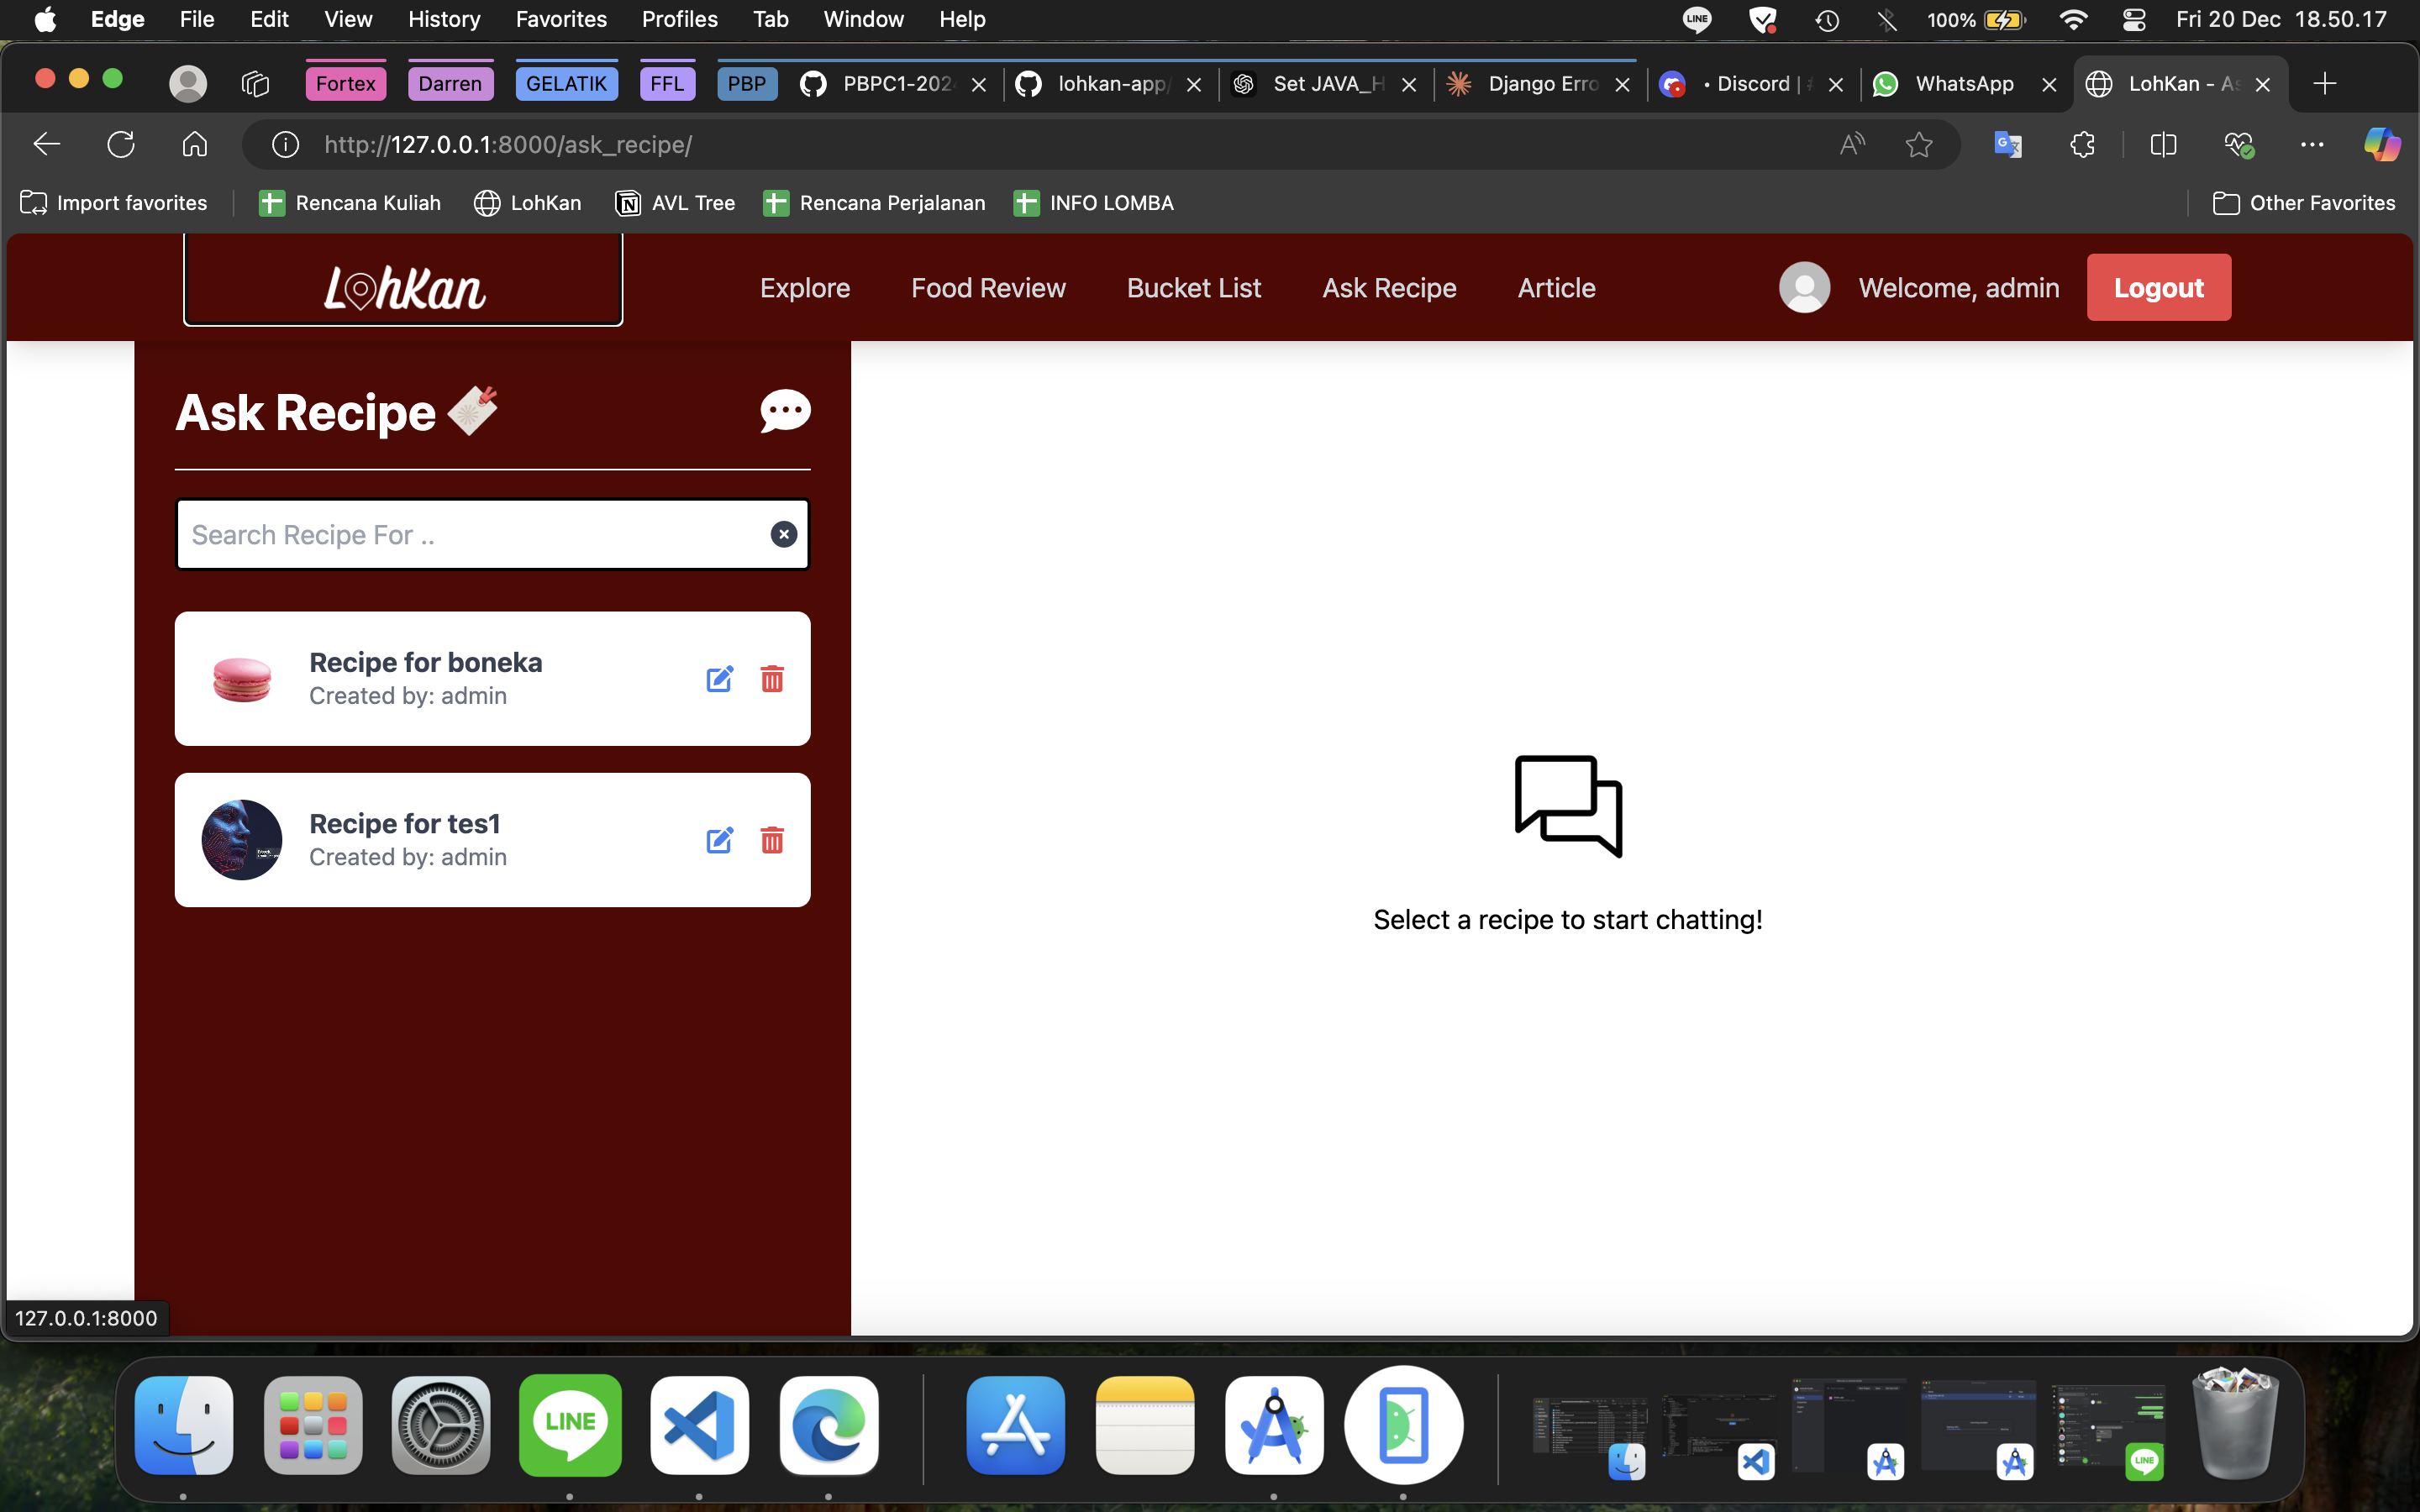 Edge File Edit View History Favorites Profiles Tab Window Help LINE 100% Fri 20 Dec 18.50.17
Fortex Darren GELATIK FFL PBP PBPC1-202 lohkan-app/ Set JAVA_H Django Erro • Discord | WhatsApp LohKan - As
http://127.0.0.1:8000/ask_recipe/
Import favorites Rencana Kuliah LohKan AVL Tree Rencana Perjalanan INFO LOMBA Other Favorites
LohKan Explore Food Review Bucket List Ask Recipe Article Welcome, admin Logout
Ask Recipe
Search Recipe For ..
Recipe for boneka
Created by: admin
Recipe for tes1
Created by: admin
Select a recipe to start chatting!
127.0.0.1:8000
LINE
LINE